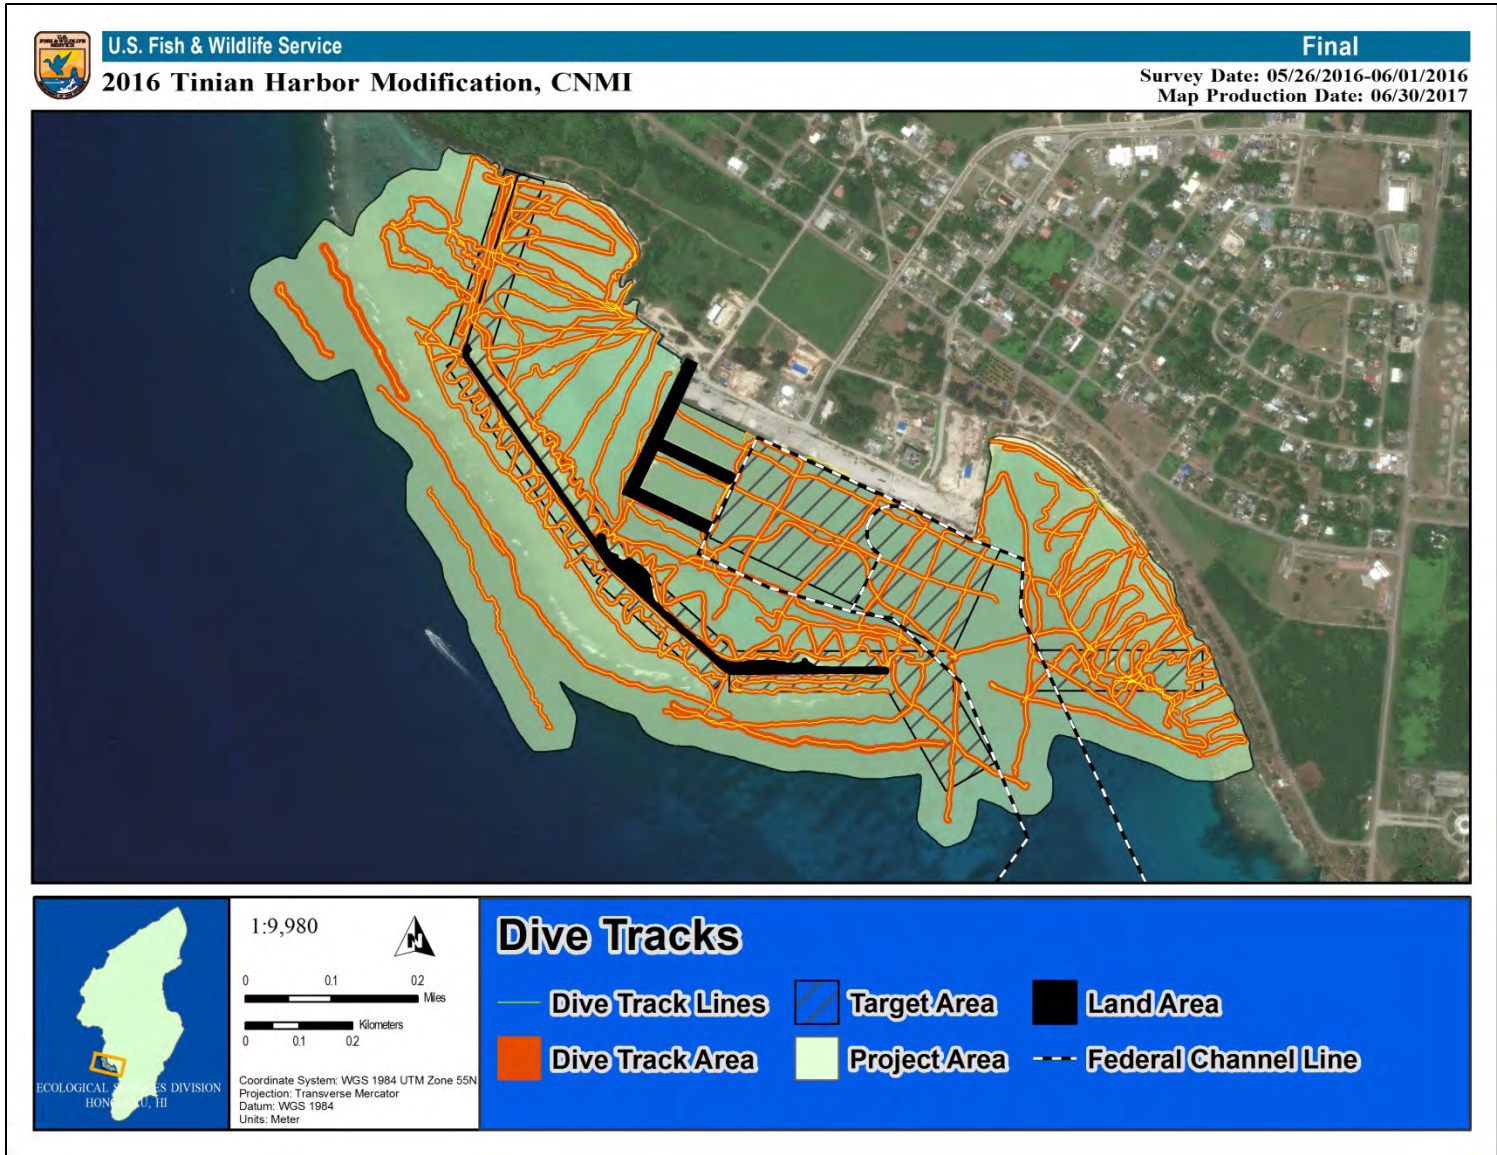 U.S.
FISH & WILDLIFE
SERVICE
U.S. Fish & Wildlife Service
Final
2016 Tinian Harbor Modification, CNMI
Survey Date: 05/26/2016-06/01/2016
Map Production Date: 06/30/2017
ECOLOGICAL DIVISION
HI
1:9,980
N
0 0.1 0.2
Miles
Kilometers
0 0.1 0.2
Coordinate System: WGS 1984 UTM Zone 55N
Projection: Transverse Mercator
Datum: WGS 1984
Units: Meter
Dive Tracks
Dive Track Lines
Target Area
Land Area
Dive Track Area
Project Area
Federal Channel Line